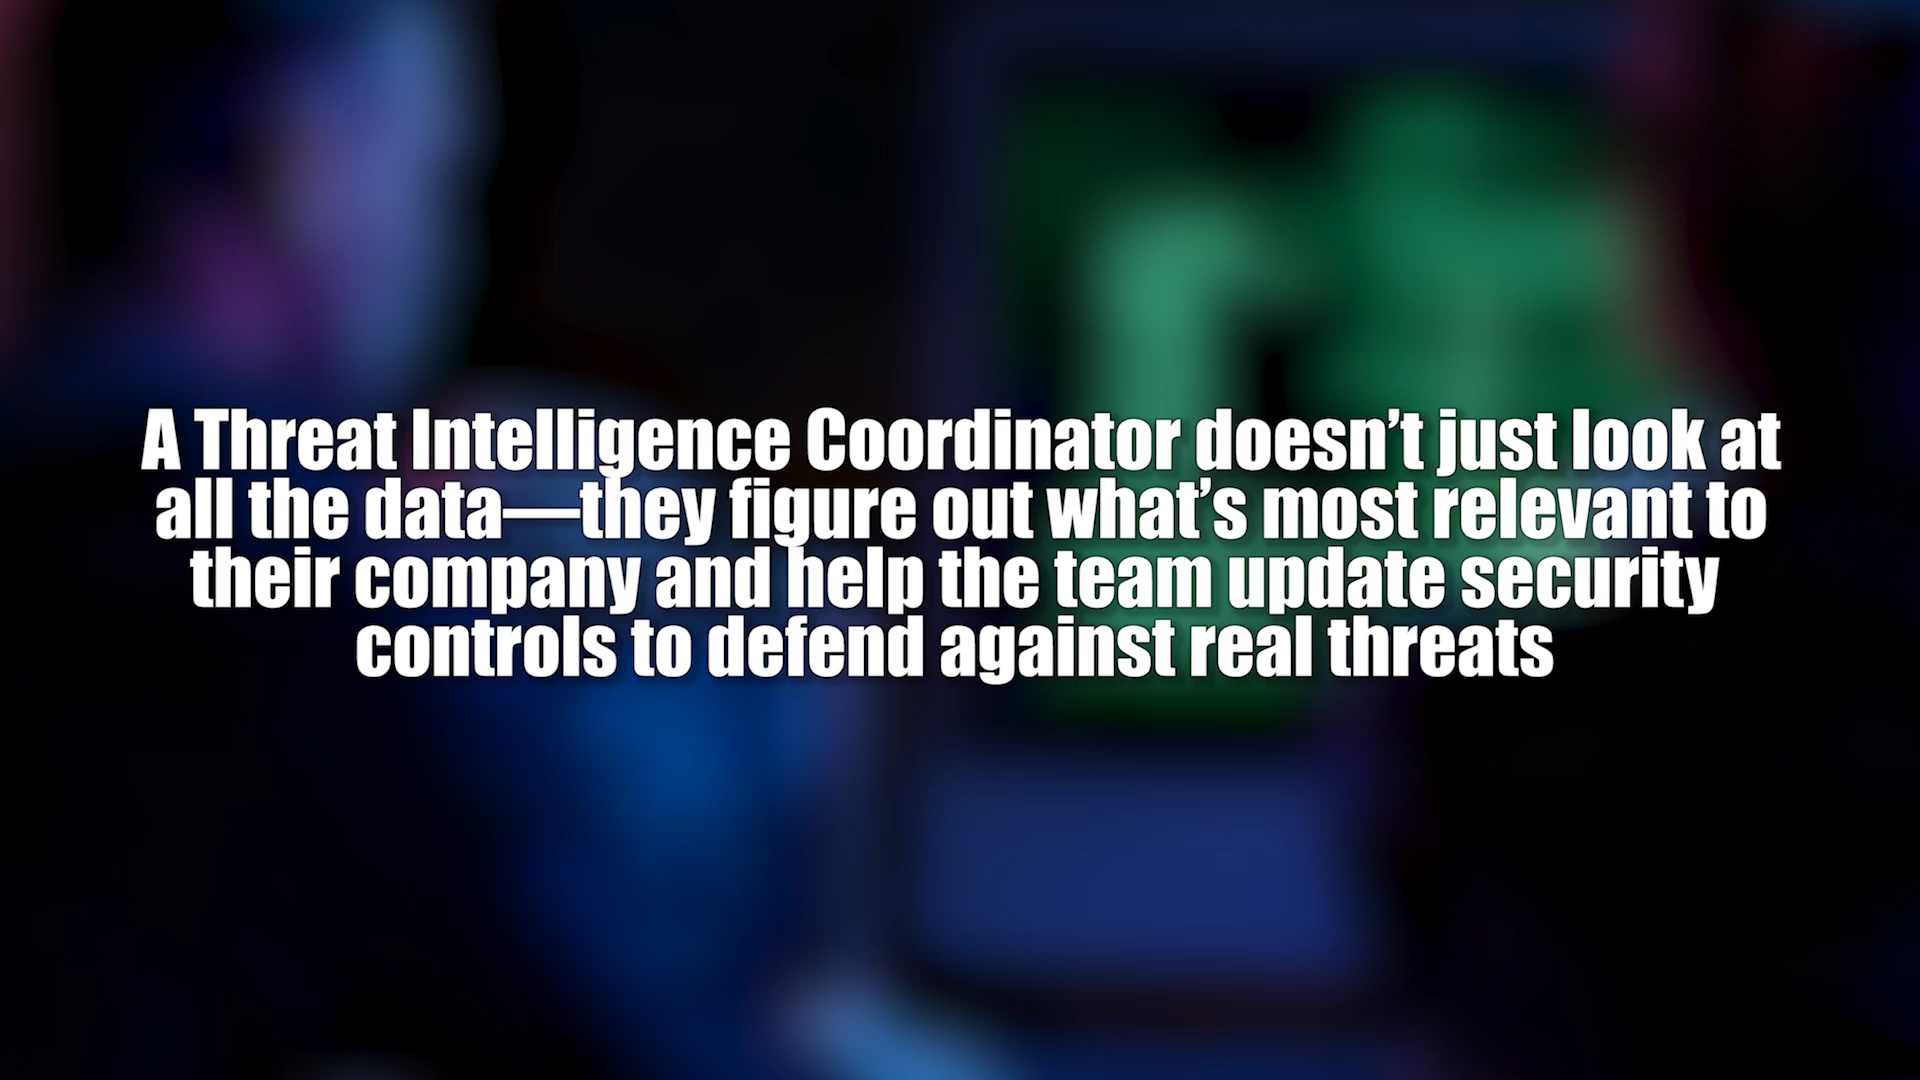 A Threat Intelligence Coordinator doesn’t just look at
all the data—they figure out what’s most relevant to
their company and help the team update security
controls to defend against real threats